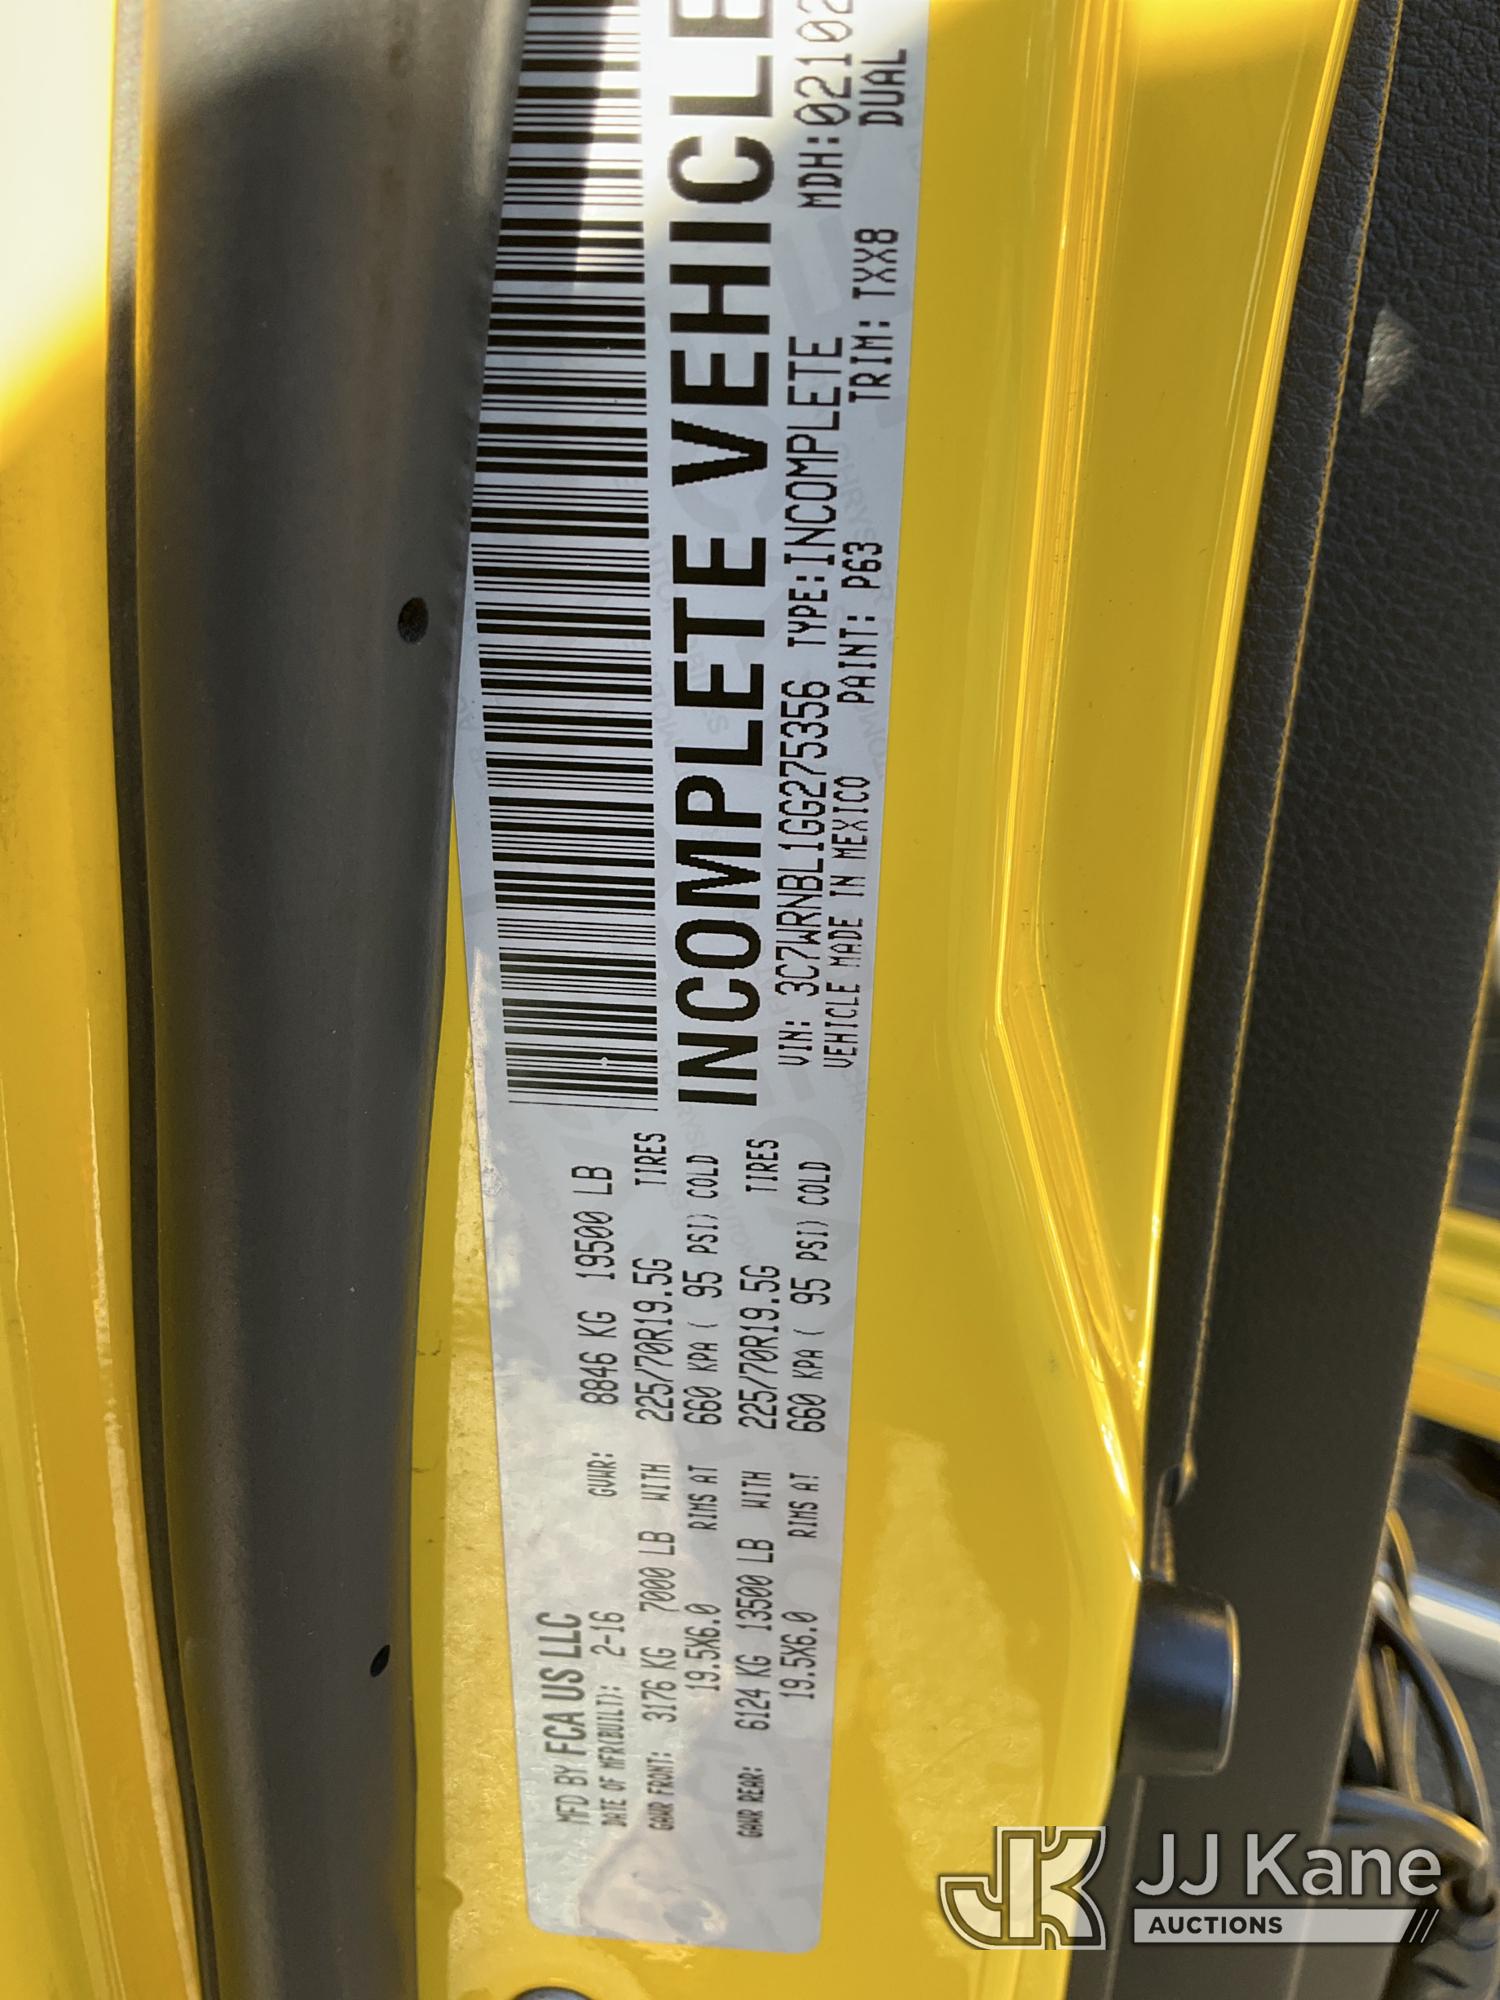 MFD BY FCA US LLC
DATE OF MFR(BUILT): 2-16 GVWR: 8846 KG 19500 LB
GAWR FRONT: 3176 KG 7000 LB WITH 225/70R19.5G TIRES
19.5X6.0 RIMS AT 660 KPA ( 95 PSI) COLD
GAWR REAR: 6124 KG 13500 LB WITH 225/70R19.5G TIRES
19.5X6.0 RIMS AT 660 KPA ( 95 PSI) COLD
INCOMPLETE VEHICLE
VIN: 3C7WRNBL1GG275356 TYPE:INCOMPLETE MDH:02102
VEHICLE MADE IN MEXICO PAINT: P63 TRIM: TXX8 DUAL
JK JJ Kane
AUCTIONS